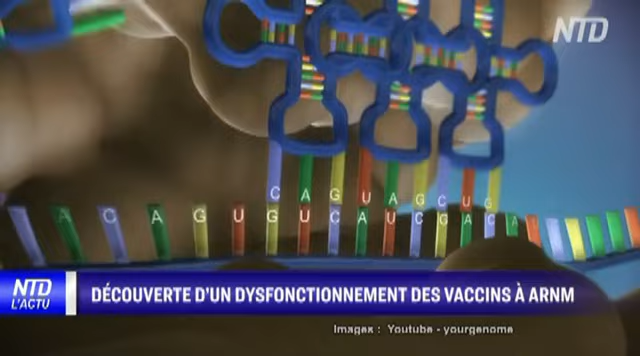 NTD
C A G U A G C U G
A C A G U G U C A U C G A C A
NTD
L'ACTU
DÉCOUVERTE D'UN DYSFONCTIONNEMENT DES VACCINS À ARNM
Images : Youtube - yourgenome